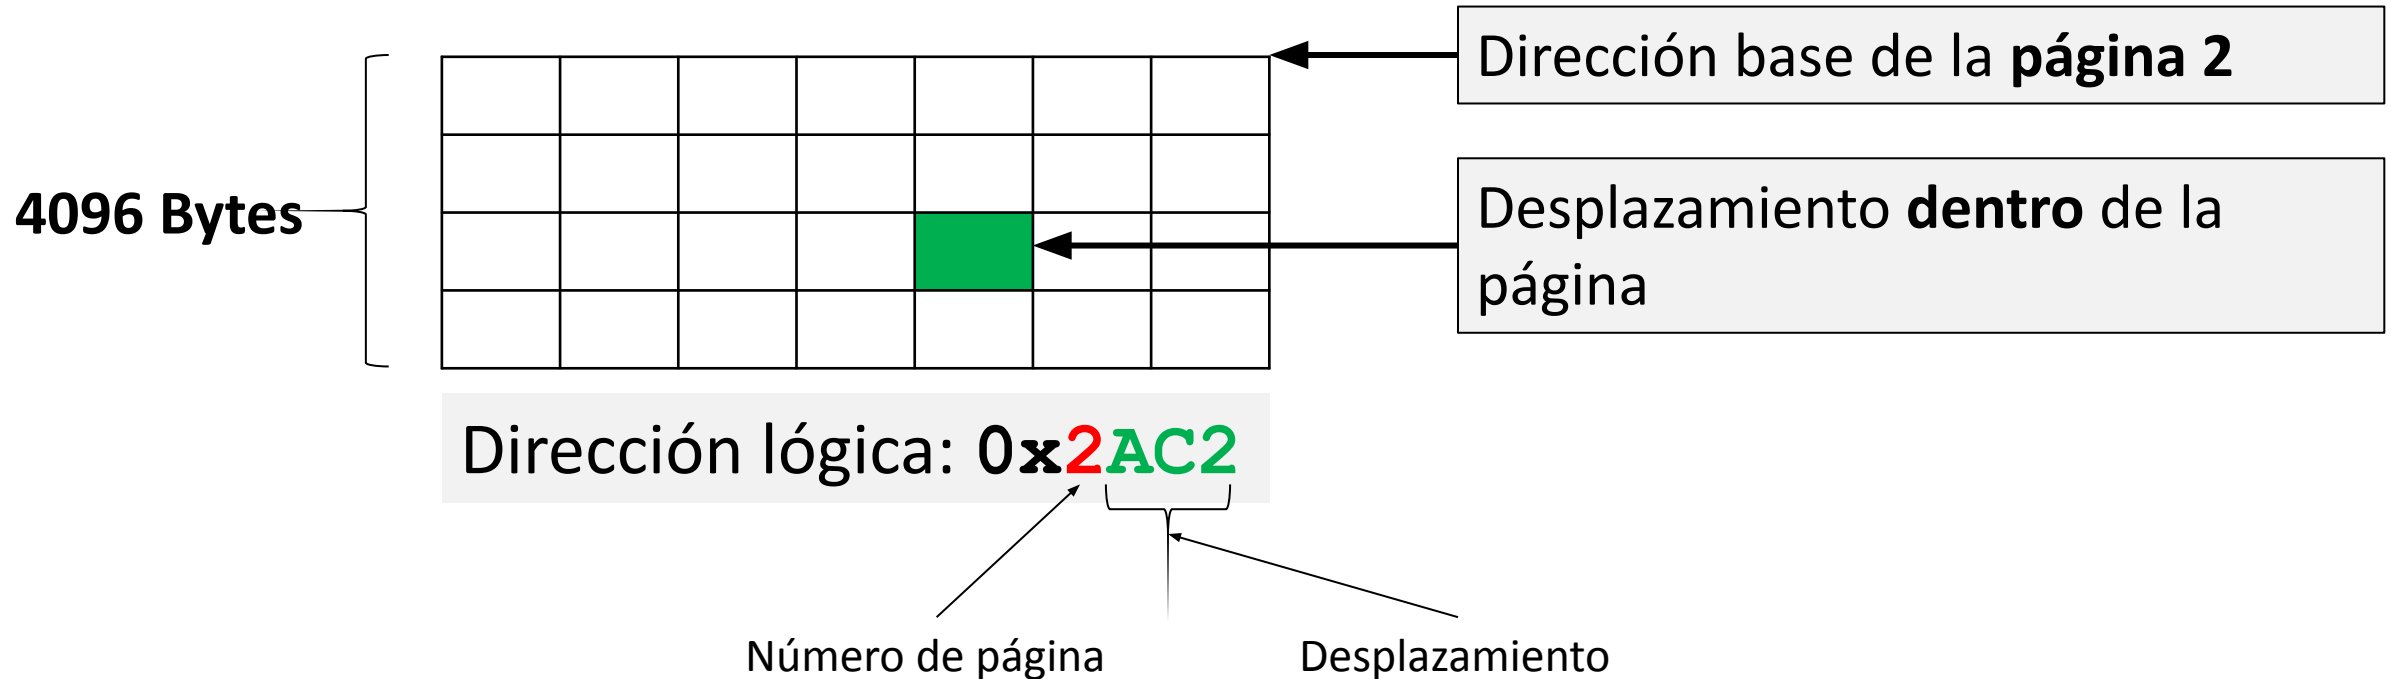 Dirección base de la página 2
4096 Bytes
Desplazamiento dentro de la
página
Dirección lógica: 0x2AC2
Número de página
Desplazamiento